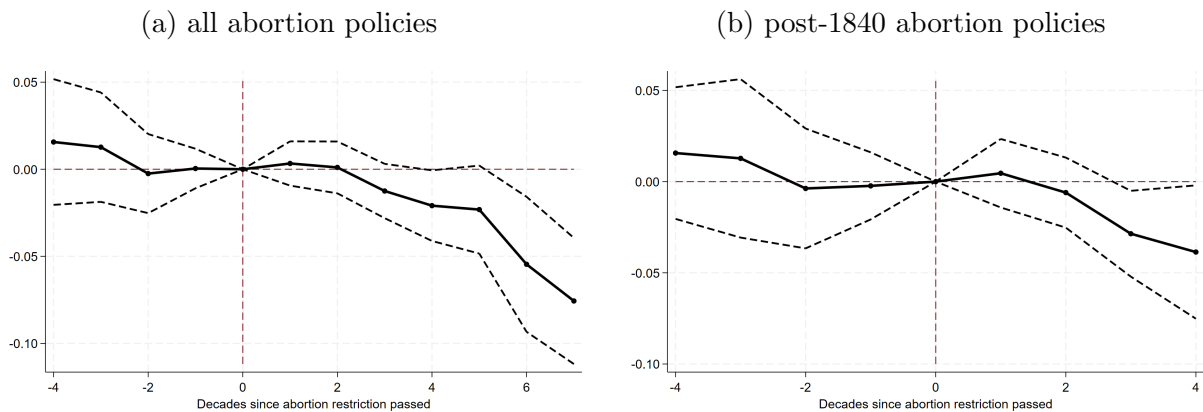 (a) all abortion policies
0.05
0.00
-0.05
-0.10
-4 -2 0 2 4 6
Decades since abortion restriction passed
(b) post-1840 abortion policies
0.05
0.00
-0.05
-0.10
-4 -2 0 2 4
Decades since abortion restriction passed